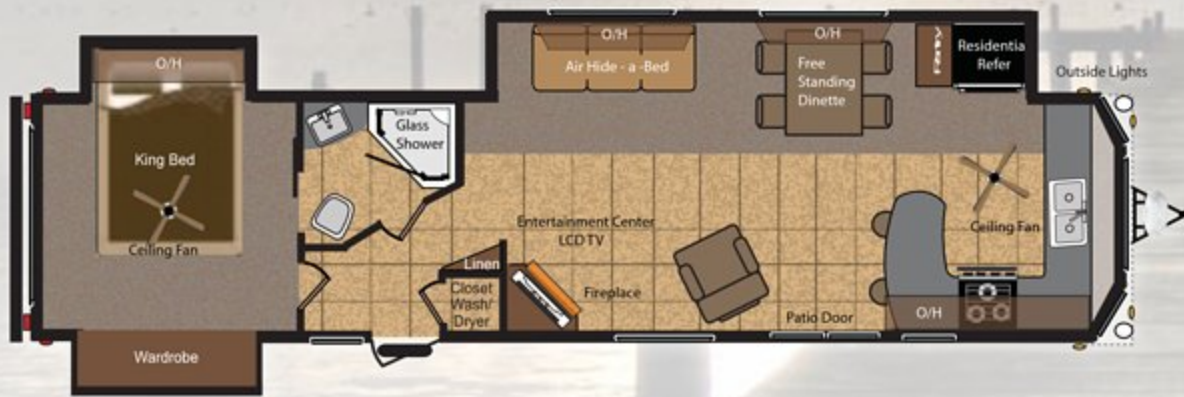 O/H
King Bed
Ceiling Fan
Wardrobe
Glass
Shower
Linen
Closet
Wash/
Dryer
O/H
Air Hide - a -Bed
O/H
Free
Standing
Dinette
Residentia
Refer
Outside Lights
Entertainment Center
LCD TV
Fireplace
Patio Door
Ceiling Fan
O/H